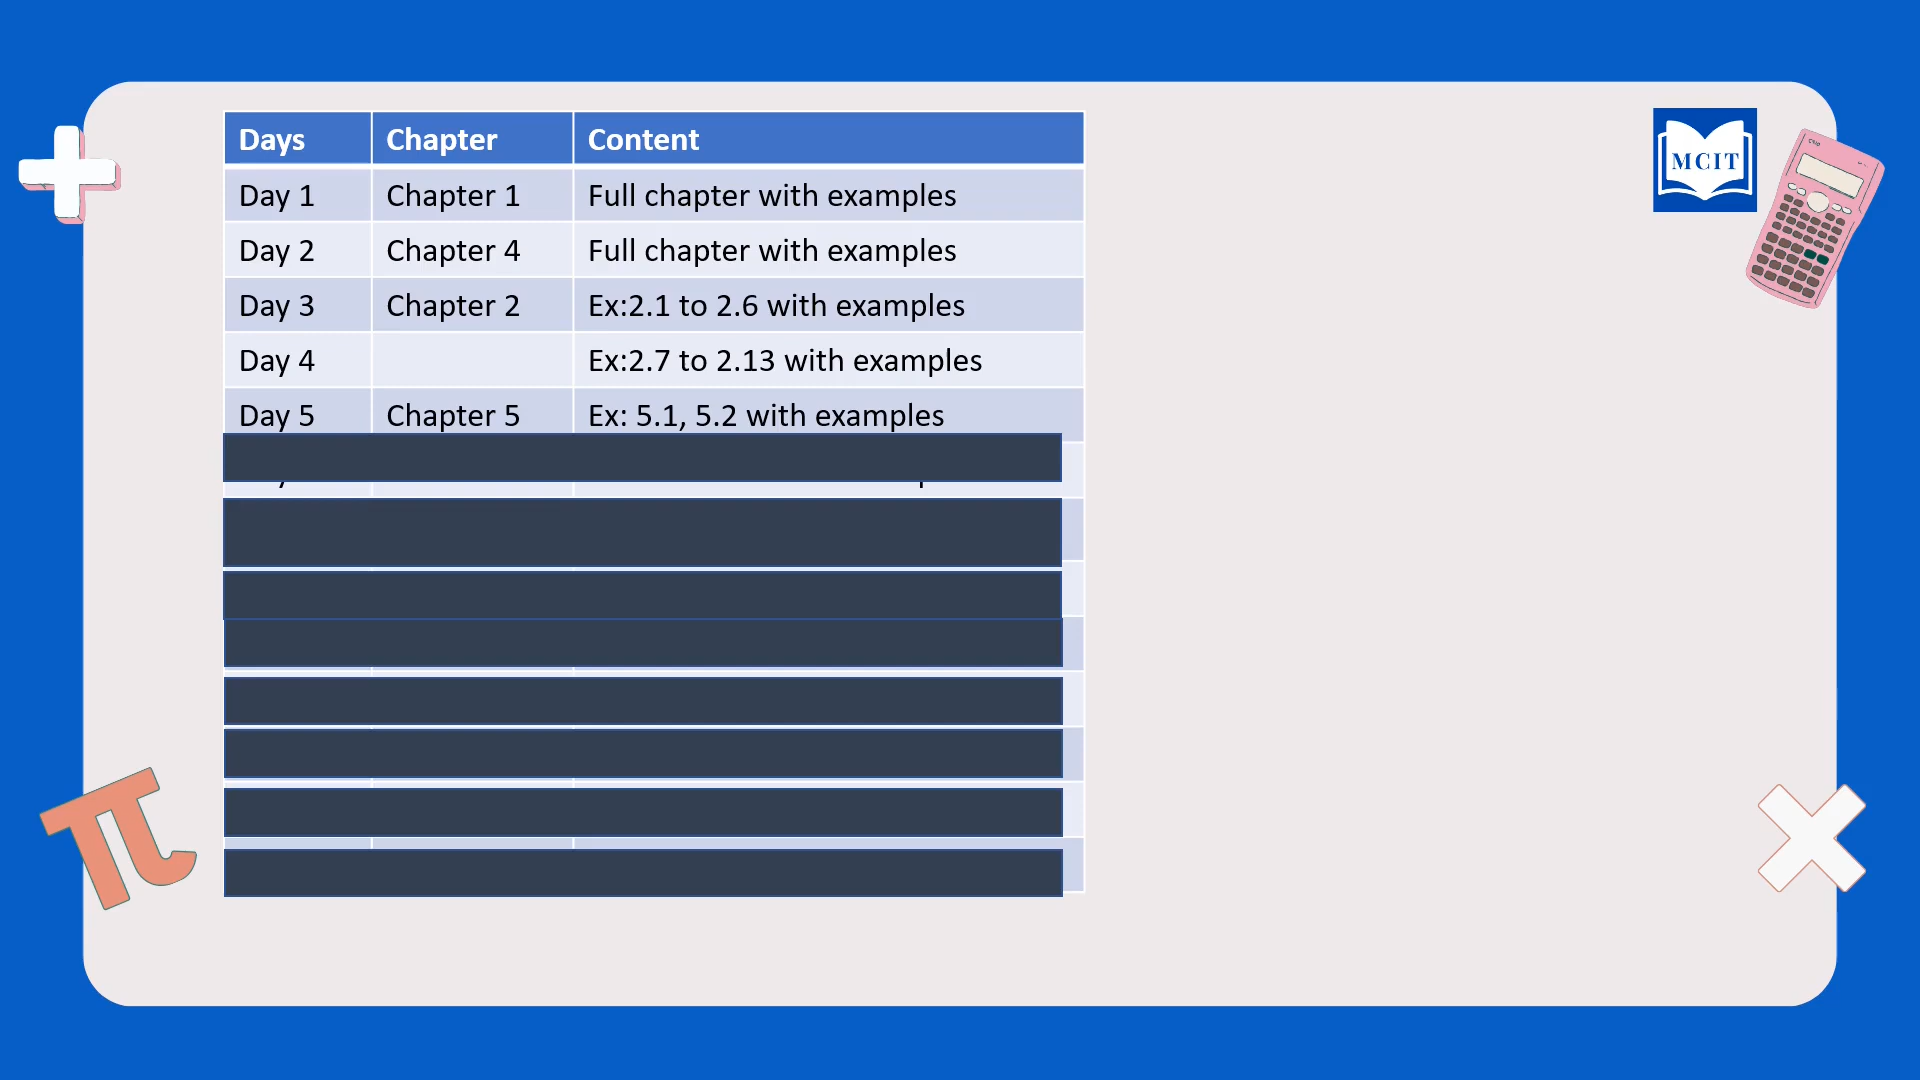 Days Chapter Content
Day 1 Chapter 1 Full chapter with examples
Day 2 Chapter 4 Full chapter with examples
Day 3 Chapter 2 Ex:2.1 to 2.6 with examples
Day 4 Ex:2.7 to 2.13 with examples
Day 5 Chapter 5 Ex: 5.1, 5.2 with examples
MCIT